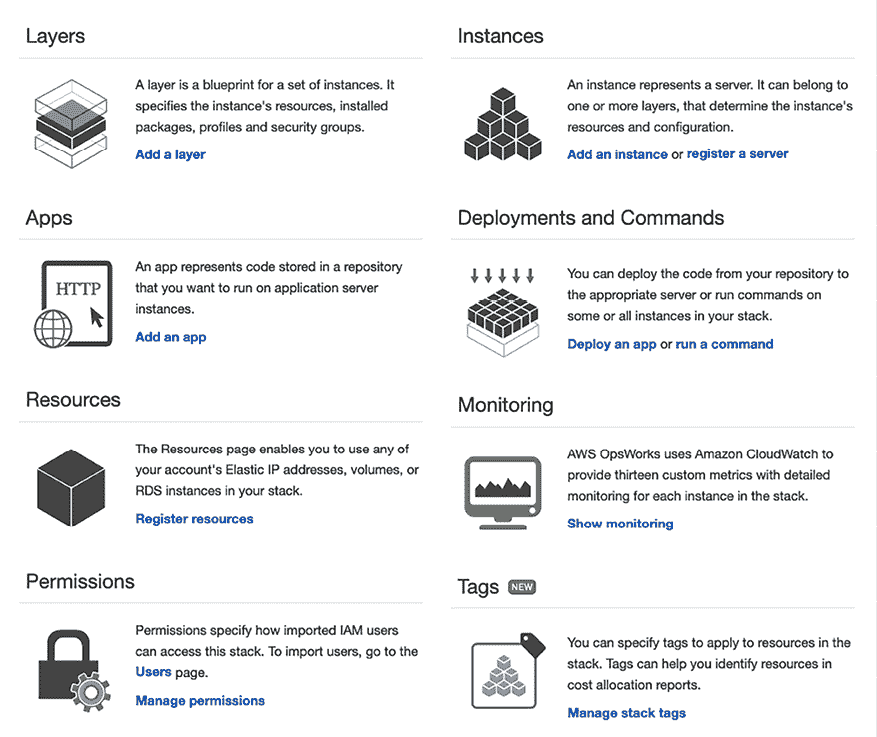 Layers
A layer is a blueprint for a set of instances. It
specifies the instance's resources, installed
packages, profiles and security groups.
Add a layer
Instances
An instance represents a server. It can belong to
one or more layers, that determine the instance's
resources and configuration.
Add an instance or register a server
Apps
HTTP
An app represents code stored in a repository
that you want to run on application server
instances.
Add an app
Deployments and Commands
You can deploy the code from your repository to
the appropriate server or run commands on
some or all instances in your stack.
Deploy an app or run a command
Resources
The Resources page enables you to use any of
your account's Elastic IP addresses, volumes, or
RDS instances in your stack.
Register resources
Monitoring
AWS OpsWorks uses Amazon CloudWatch to
provide thirteen custom metrics with detailed
monitoring for each instance in the stack.
Show monitoring
Permissions
Permissions specify how imported IAM users
can access this stack. To import users, go to the
Users page.
Manage permissions
Tags NEW
You can specify tags to apply to resources in the
stack. Tags can help you identify resources in
cost allocation reports.
Manage stack tags